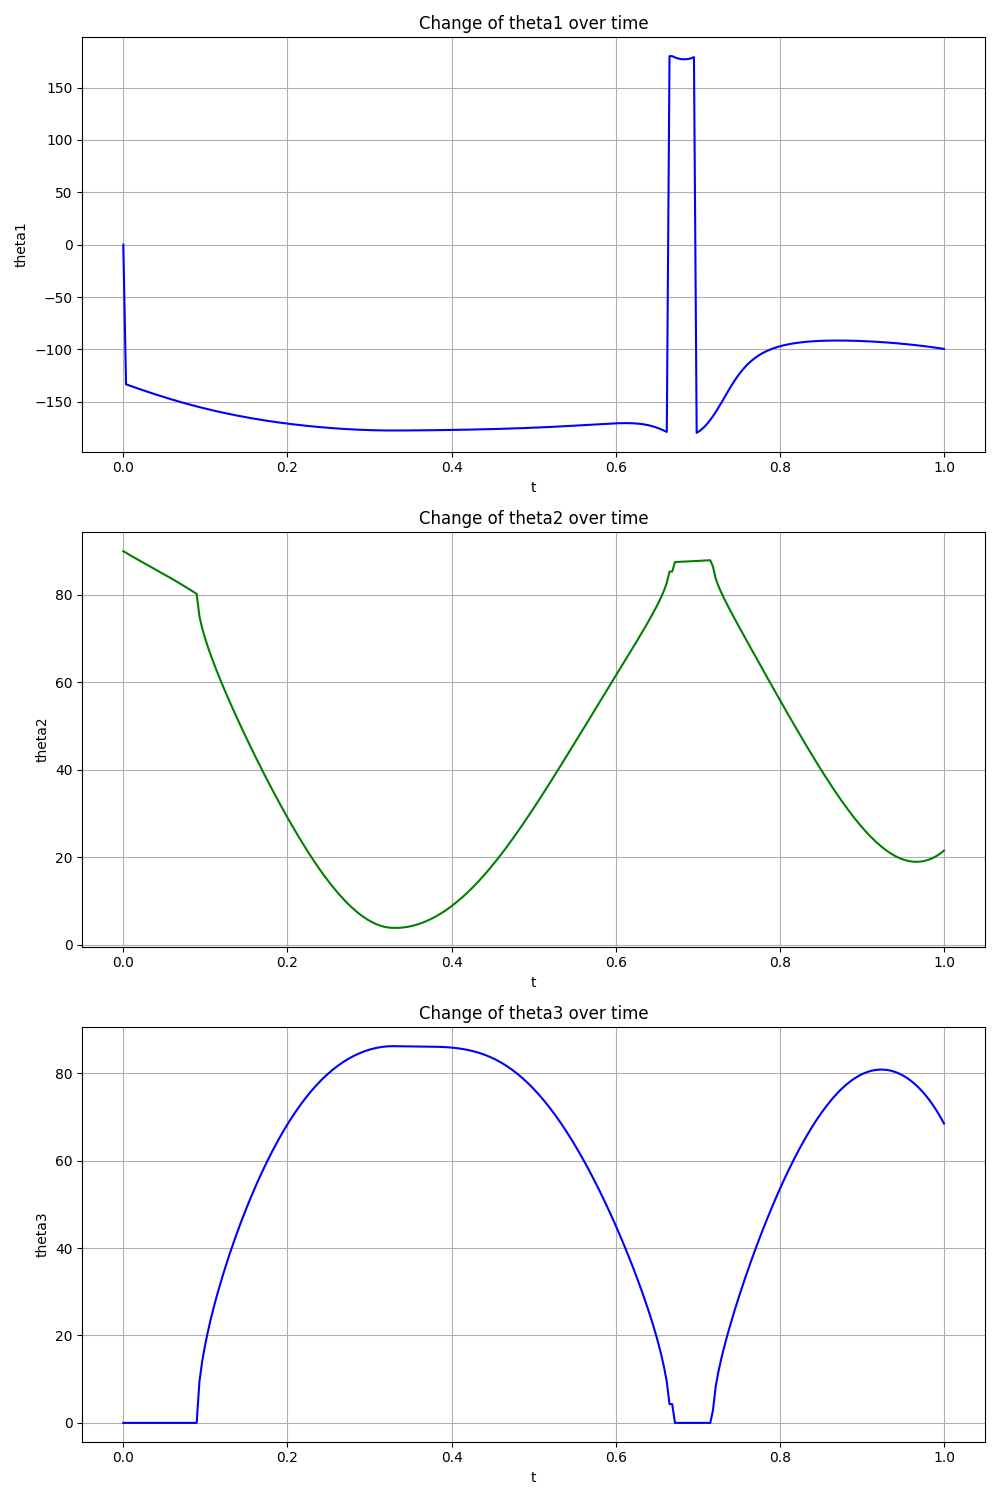 Change of theta1 over time
150
100
50
0
−50
−100
−150
theta1
0.0 0.2 0.4 0.6 0.8 1.0
t
Change of theta2 over time
80
60
40
20
0
theta2
0.0 0.2 0.4 0.6 0.8 1.0
t
Change of theta3 over time
80
60
40
20
0
theta3
0.0 0.2 0.4 0.6 0.8 1.0
t